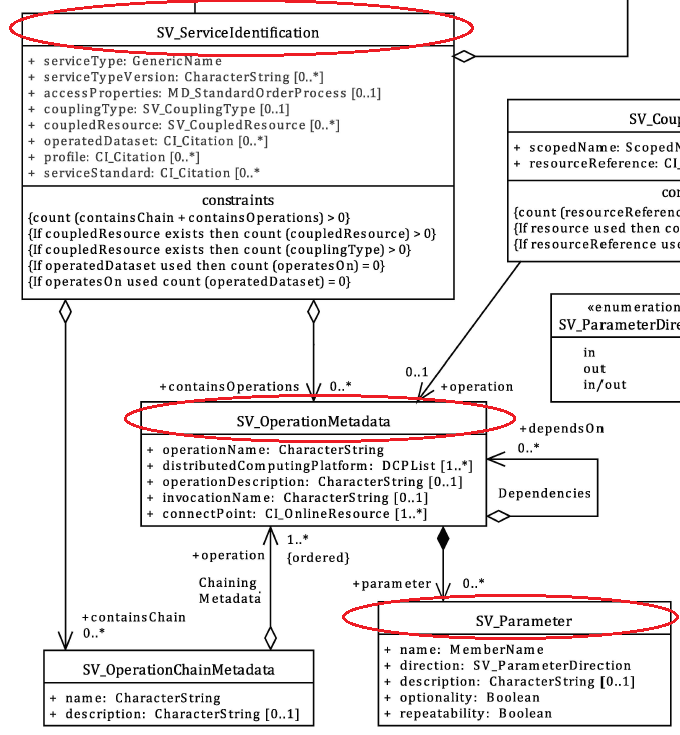 SV_ServiceIdentification
+ serviceType: GenericName
+ serviceTypeVersion: CharacterString [0..*]
+ accessProperties: MD_StandardOrderProcess [0..1]
+ couplingType: SV_CouplingType [0..1]
+ coupledResource: SV_CoupledResource [0..*]
+ operatedDataset: CI_Citation [0..*]
+ profile: CI_Citation [0..*]
+ serviceStandard: CI_Citation [0..*
constraints
{count (containsChain + containsOperations) > 0}
{If coupledResource exists then count (coupledResource) > 0}
{If coupledResource exists then count (couplingType) > 0}
{If operatedDataset used then count (operatesOn) = 0}
{If operatesOn used count (operatedDataset) = 0}
SV_Coup
+ scopedName: ScopedN
+ resourceReference: CI_
con
{count (resourceReferenc
{If resource used then co
{If resourceReference use
«enumeration
SV_ParameterDire
in
out
in/out
0..1
+operation
+containsOperations 0..*
SV_OperationMetadata
+ operationName: CharacterString
+ distributedComputingPlatform: DCPList [1..*]
+ operationDescription: CharacterString [0..1]
+ invocationName: CharacterString [0..1]
+ connectPoint: CI_OnlineResource [1..*]
+dependsOn
0..*
Dependencies
1..*
+operation
{ordered}
Chaining
Metadata
+parameter 0..*
+containsChain
0..*
SV_OperationChainMetadata
+ name: CharacterString
+ description: CharacterString [0..1]
SV_Parameter
+ name: MemberName
+ direction: SV_ParameterDirection
+ description: CharacterString [0..1]
+ optionality: Boolean
+ repeatability: Boolean